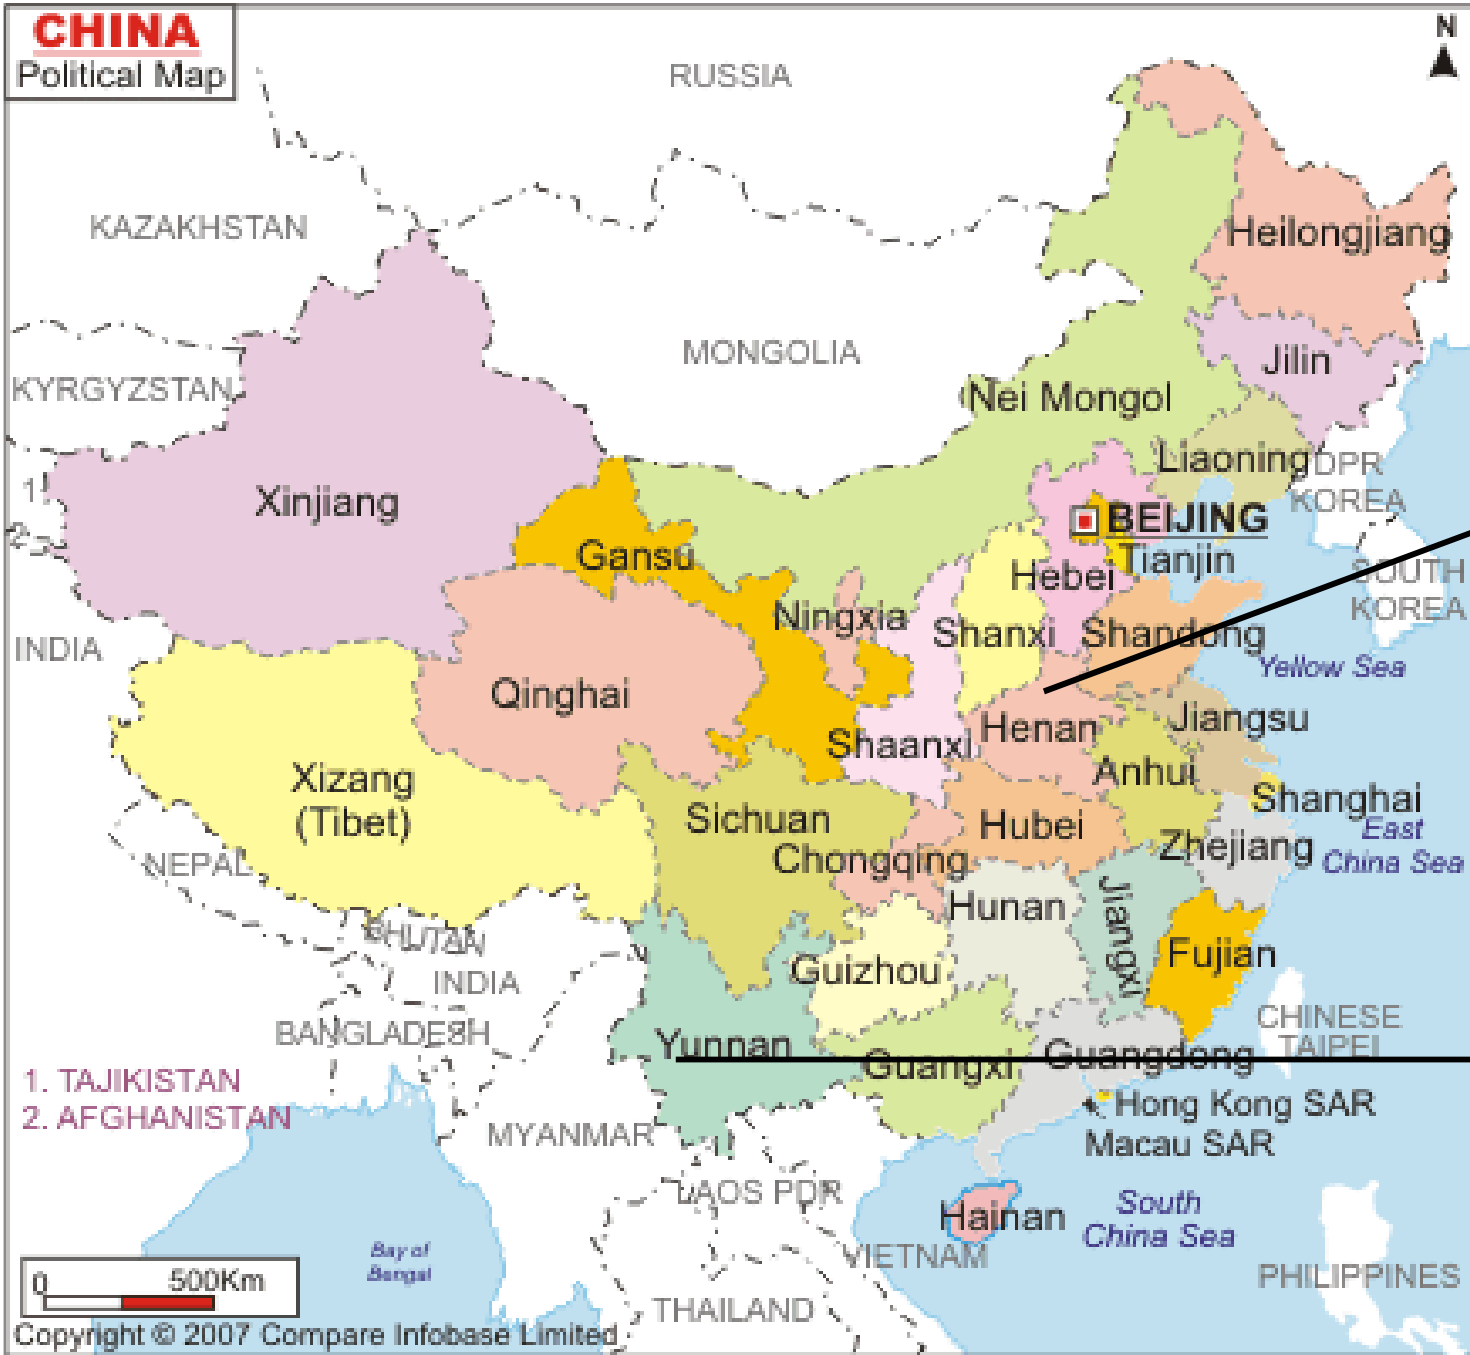 CHINA
Political Map
N
RUSSIA
KAZAKHSTAN
Heilongjiang
MONGOLIA
Jilin
KYRGYZSTAN
Nei Mongol
Liaoning
DPR
KOREA
1
Xinjiang
BEIJING
2
Gansu
Tianjin
Hebei
SOUTH
KOREA
Ningxia
Shanxi
Shandong
INDIA
Yellow Sea
Qinghai
Jiangsu
Henan
Shaanxi
Anhui
Xizang
(Tibet)
Shanghai
Sichuan
Hubei
East
China Sea
Zhejiang
Chongqing
NEPAL
Hunan
Jiangxi
BHUTAN
Fujian
Guizhou
INDIA
CHINESE
TAIPEI
BANGLADESH
Yunnan
Guangdong
Guangxi
1. TAJIKISTAN
2. AFGHANISTAN
Hong Kong SAR
Macau SAR
MYANMAR
LAOS PDR
Hainan
South
China Sea
Bay of
Bengal
VIETNAM
PHILIPPINES
0 500Km
THAILAND
Copyright © 2007 Compare Infobase Limited